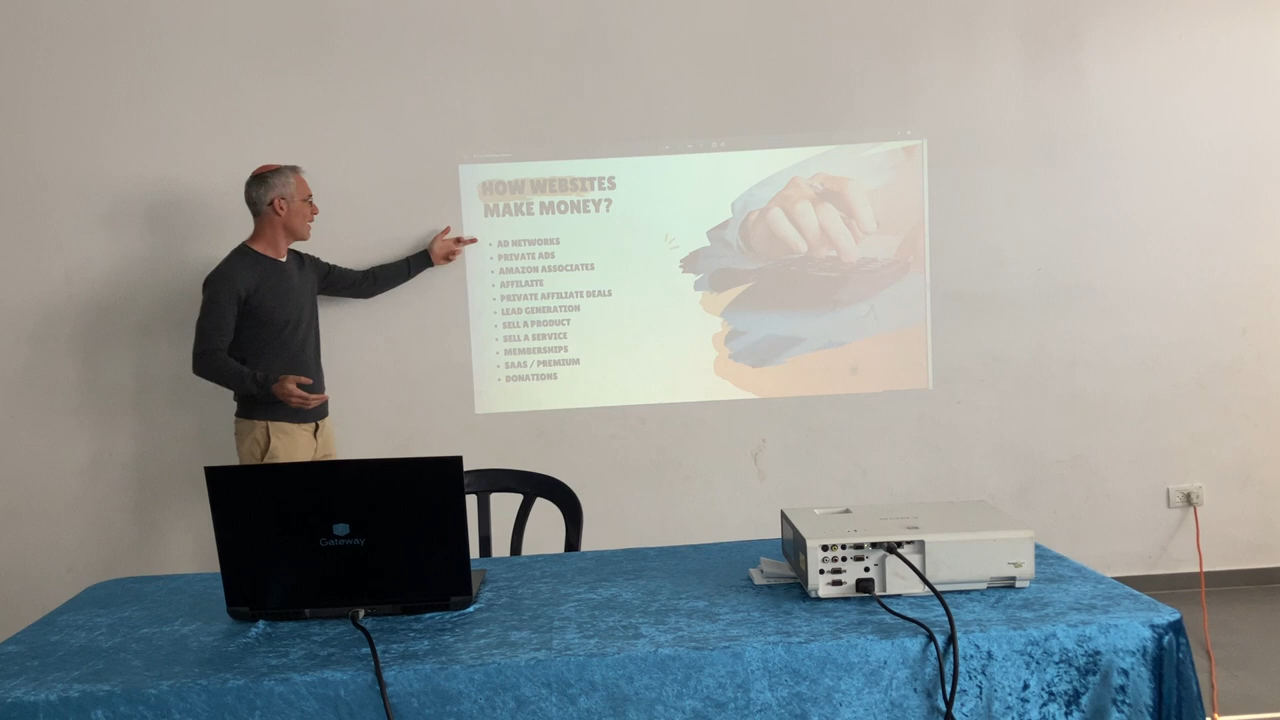 HOW WEBSITES
MAKE MONEY?
• AD NETWORKS
• PRIVATE ADS
• AMAZON ASSOCIATES
• AFFILAITE
• PRIVATE AFFILIATE DEALS
• LEAD GENERATION
• SELL A PRODUCT
• SELL A SERVICE
• MEMBERSHIPS
• SAAS / PREMIUM
• DONATIONS
Gateway